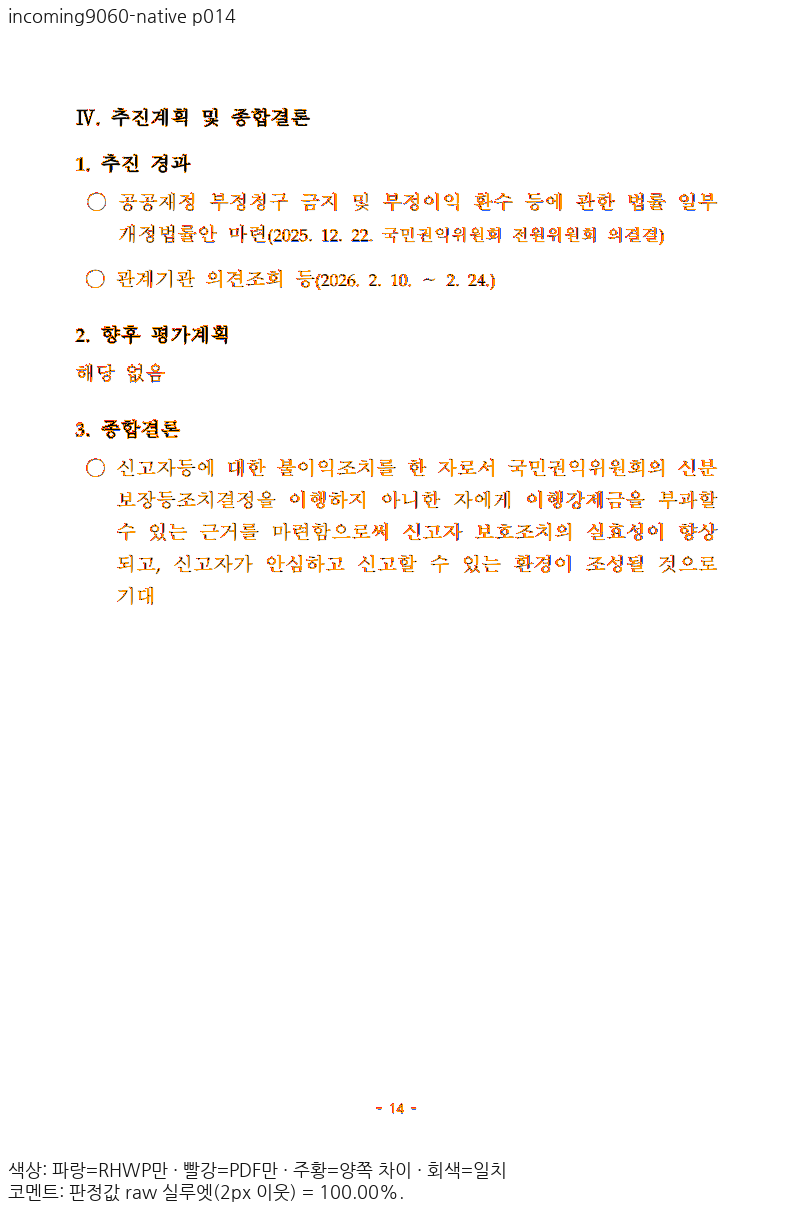 incoming9060-native p014
Ⅳ. 추진계획 및 종합결론
1. 추진 경과
○ 공공재정 부정청구 금지 및 부정이익 환수 등에 관한 법률 일부
개정법률안 마련(2025. 12. 22. 국민권익위원회 전원위원회 의결결)
○ 관계기관 의견조회 등(2026. 2. 10. ~ 2. 24.)
2. 향후 평가계획
해당 없음
3. 종합결론
○ 신고자등에 대한 불이익조치를 한 자로서 국민권익위원회의 신분
보장등조치결정을 이행하지 아니한 자에게 이행강제금을 부과할
수 있는 근거를 마련함으로써 신고자 보호조치의 실효성이 향상
되고, 신고자가 안심하고 신고할 수 있는 환경이 조성될 것으로
기대
- 14 -
색상: 파랑=RHWP만 · 빨강=PDF만 · 주황=양쪽 차이 · 회색=일치
코멘트: 판정값 raw 실루엣(2px 이웃) = 100.00%.